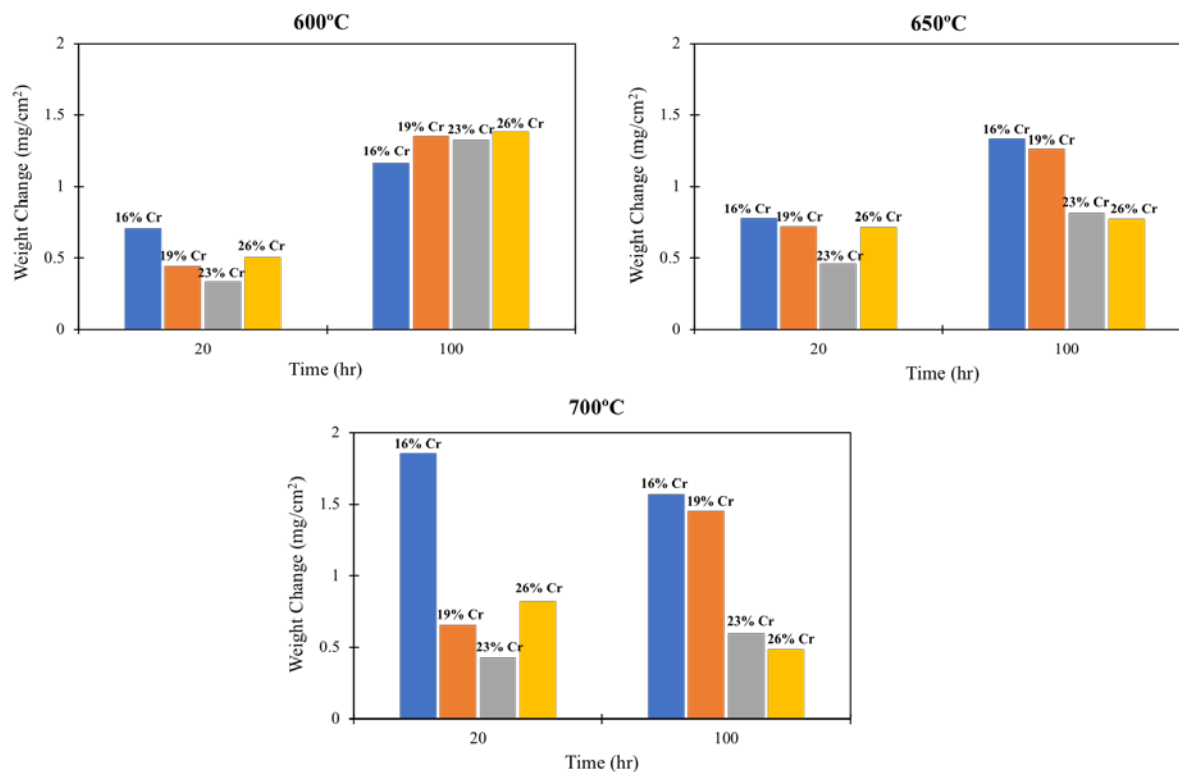 600ºC
2
1.5
1
0.5
0
Weight Change (mg/cm²)
16% Cr
19% Cr
23% Cr
26% Cr
16% Cr
19% Cr
23% Cr
26% Cr
20
100
Time (hr)
650ºC
2
1.5
1
0.5
0
Weight Change (mg/cm²)
16% Cr
19% Cr
23% Cr
26% Cr
16% Cr
19% Cr
23% Cr
26% Cr
20
100
Time (hr)
700ºC
2
1.5
1
0.5
0
Weight Change (mg/cm²)
16% Cr
19% Cr
23% Cr
26% Cr
16% Cr
19% Cr
23% Cr
26% Cr
20
100
Time (hr)